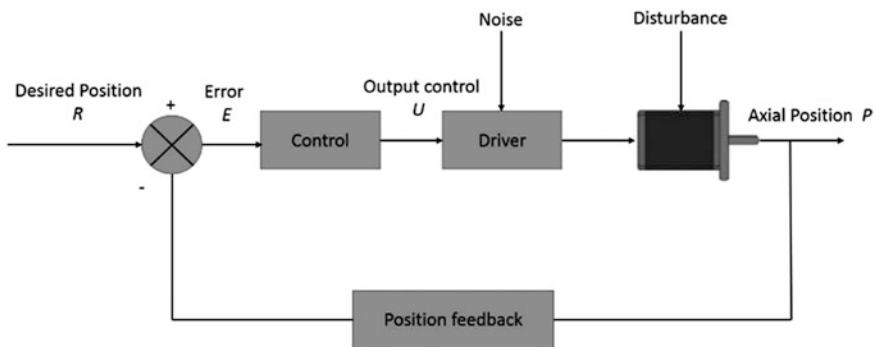 Noise
Disturbance
Desired Position
R
+
Error
E
Output control
U
Axial Position P
Control
Driver
-
Position feedback